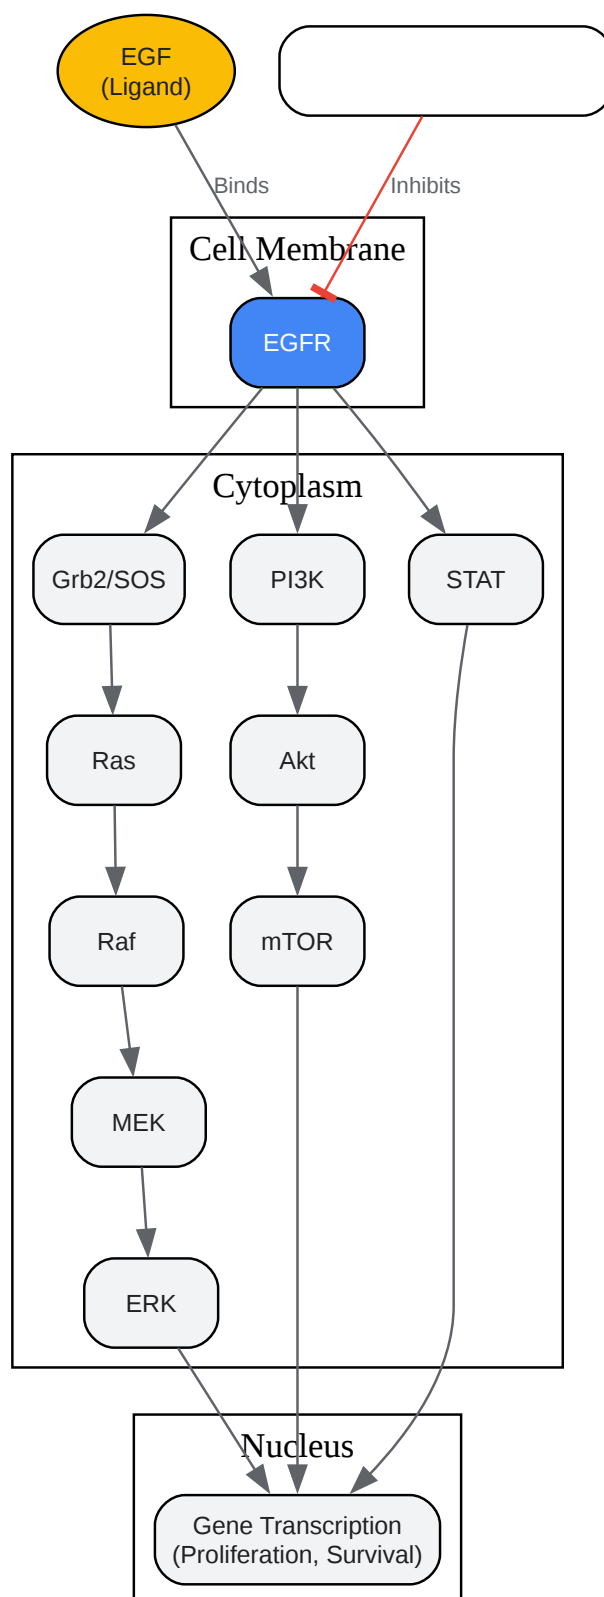 EGF
(Ligand)
Binds
Inhibits
Cell Membrane
EGFR
Cytoplasm
Grb2/SOS
PI3K
STAT
Ras
Akt
Raf
mTOR
MEK
ERK
Nucleus
Gene Transcription
(Proliferation, Survival)